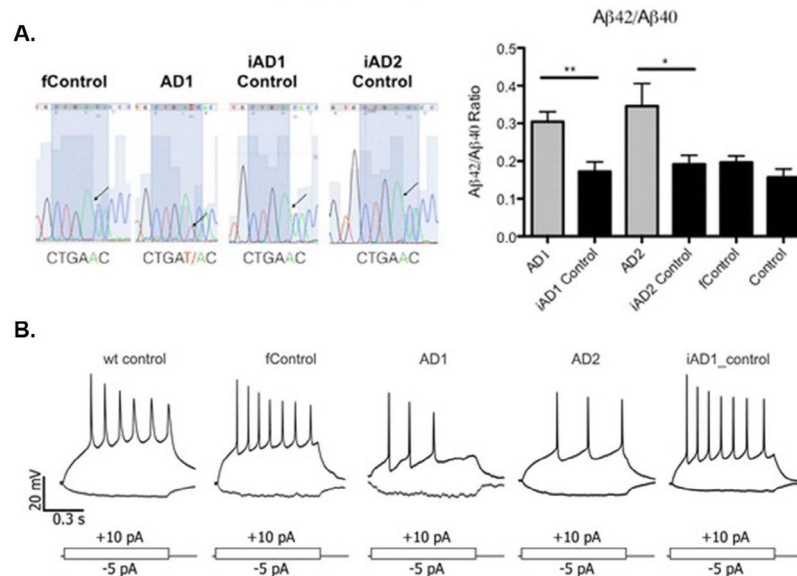 A.
fControl
AD1
iAD1
Control
iAD2
Control
CTGAAC
CTGAT/AC
CTGAAC
CTGAAC
Aβ42/Aβ40
Aβ42/Aβ40 Ratio
0.5
0.4
0.3
0.2
0.1
0.0
**
*
AD1
iAD1 Control
AD2
iAD2 Control
fControl
Control
B.
wt control
fControl
AD1
AD2
iAD1_control
20 mV
0.3 s
+10 pA
-5 pA
+10 pA
-5 pA
+10 pA
-5 pA
+10 pA
-5 pA
+10 pA
-5 pA